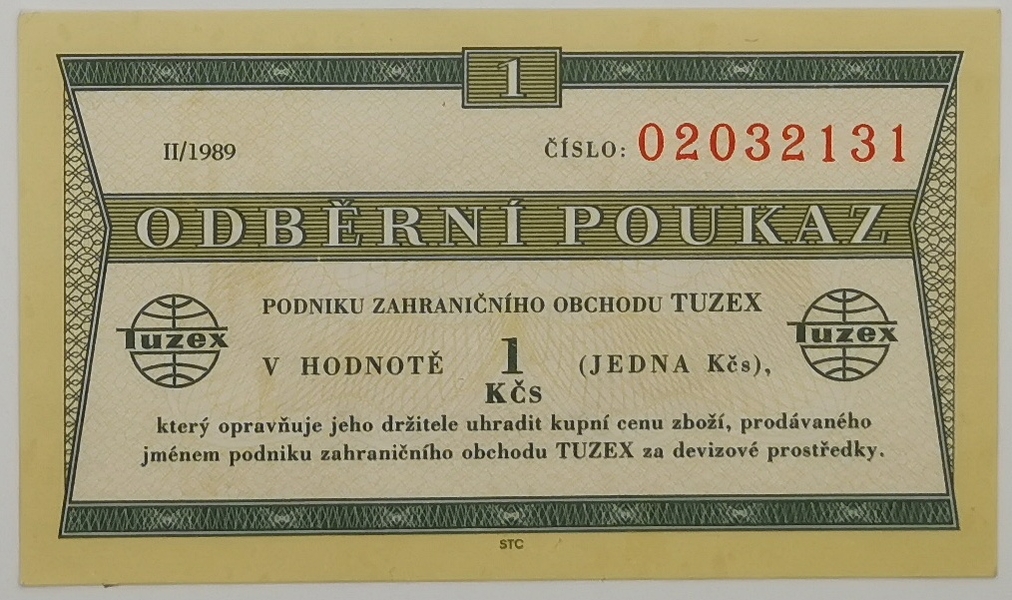 1
II/1989 ČÍSLO: 02032131
ODBĚRNÍ POUKAZ
PODNIKU ZAHRANIČNÍHO OBCHODU TUZEX
Tuzex Tuzex
V HODNOTĚ 1 (JEDNA Kčs),
Kčs
který opravňuje jeho držitele uhradit kupní cenu zboží, prodávaného
jménem podniku zahraničního obchodu TUZEX za devizové prostředky.
STC